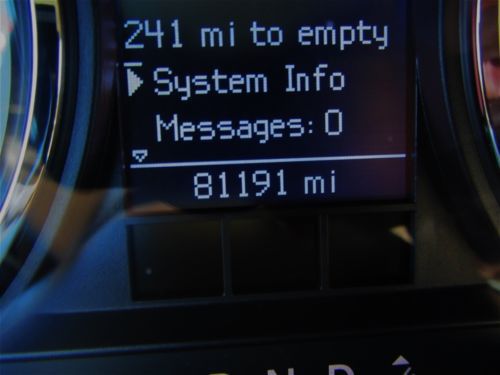 241 mi to empty
System Info
Messages: 0
81191 mi
N D